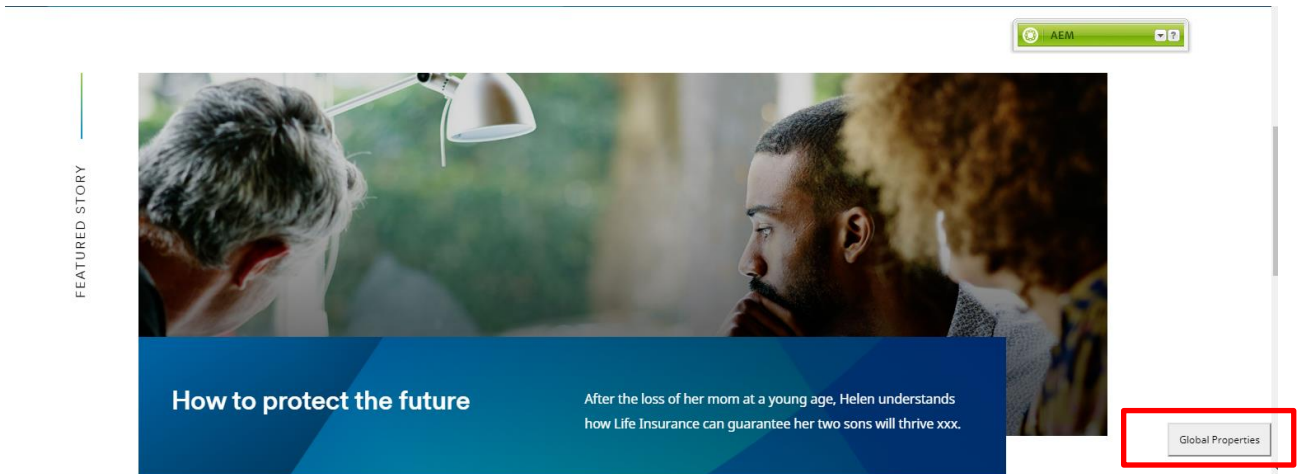 AEM
?
FEATURED STORY
How to protect the future
After the loss of her mom at a young age, Helen understands
how Life Insurance can guarantee her two sons will thrive xxx.
Global Properties